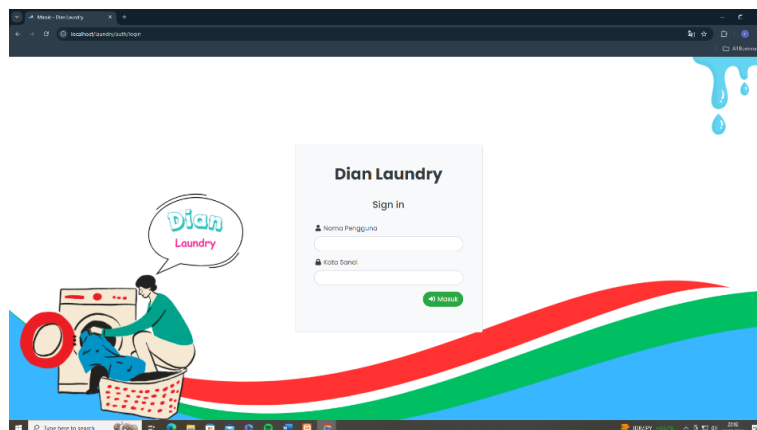 Masuk - Dian Laundry
localhost/laundry/auth/login
All Bookma
Dian Laundry
Sign in
Dian
Laundry
Nama Pengguna
Kata Sandi
Masuk
Type here to search